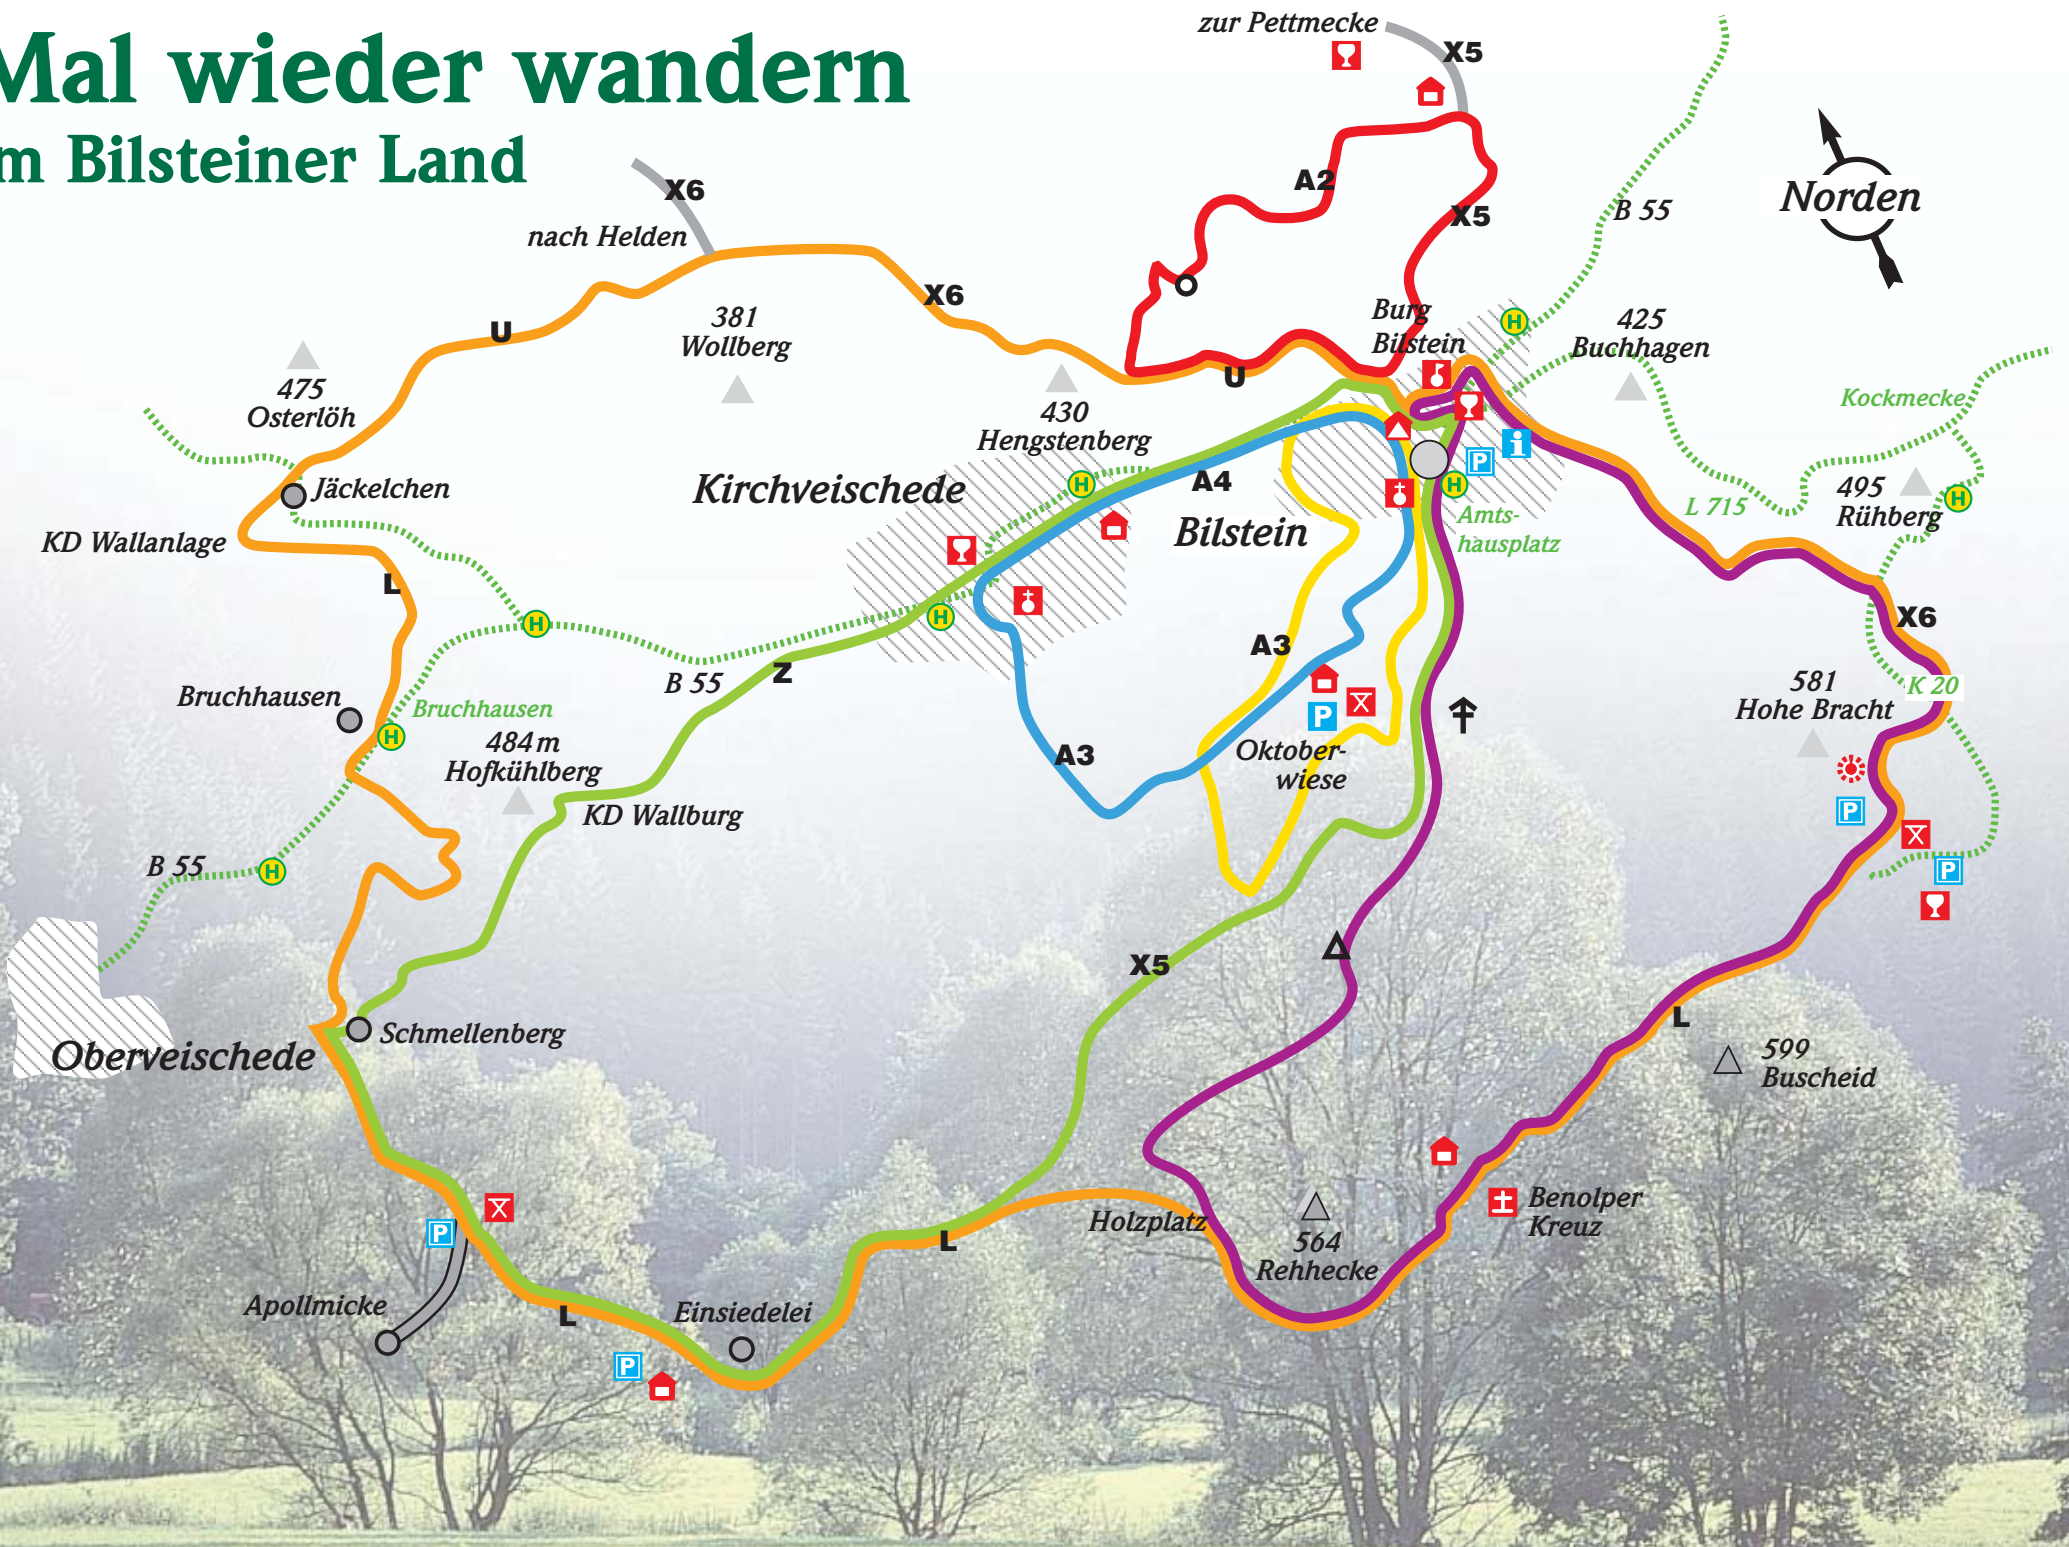 Mal wieder wandern
m Bilsteiner Land
zur Pettmecke
X5
A2
X5
B 55
Norden
X6
nach Helden
X6
U
381
Wollberg
475
Osterlöh
Burg
Bilstein
H
425
Buchhagen
U
430
Hengstenberg
Kockmecke
Jäckelchen
Kirchveischede
H
A4
P
i
H
L 715
495
Rühberg
H
KD Wallanlage
Bilstein
Amts-
hausplatz
L
H
H
X6
A3
B 55
Z
581
Hohe Bracht
K 20
Bruchhausen
Bruchhausen
H
484 m
Hofkühlberg
A3
P
Oktober-
wiese
KD Wallburg
P
B 55
H
P
X5
L
Schmellenberg
Oberveischede
599
Buscheid
P
L
Holzplatz
564
Rehhecke
Benolper
Kreuz
Apollmicke
L
Einsiedelei
P